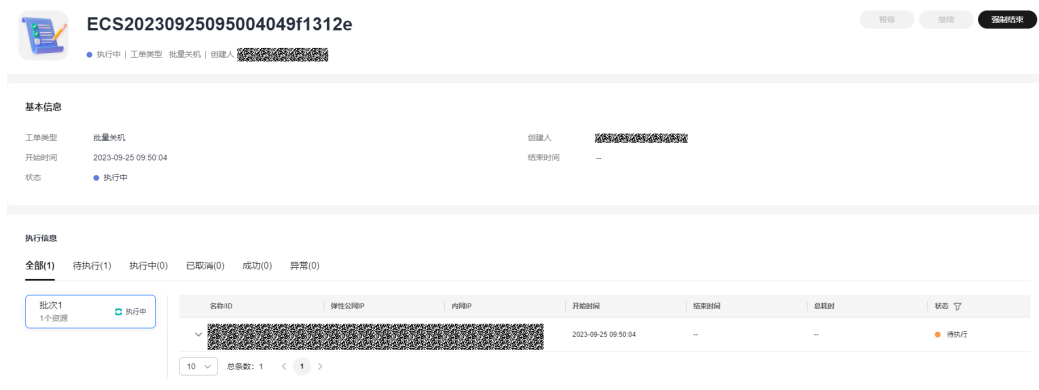 ECS20230925095004049f1312e
暂停 继续 强制结束
执行中 | 工单类型 批量关机 | 创建人
基本信息
工单类型 批量关机 创建人
开始时间 2023-09-25 09:50:04 结束时间 --
状态 执行中
执行信息
全部(1) 待执行(1) 执行中(0) 已取消(0) 成功(0) 异常(0)
批次1
1个资源
执行中
名称/ID 弹性公网IP 内网IP 开始时间 结束时间 总耗时 状态
2023-09-25 09:50:04 -- -- 待执行
10 总条数: 1 < 1 >